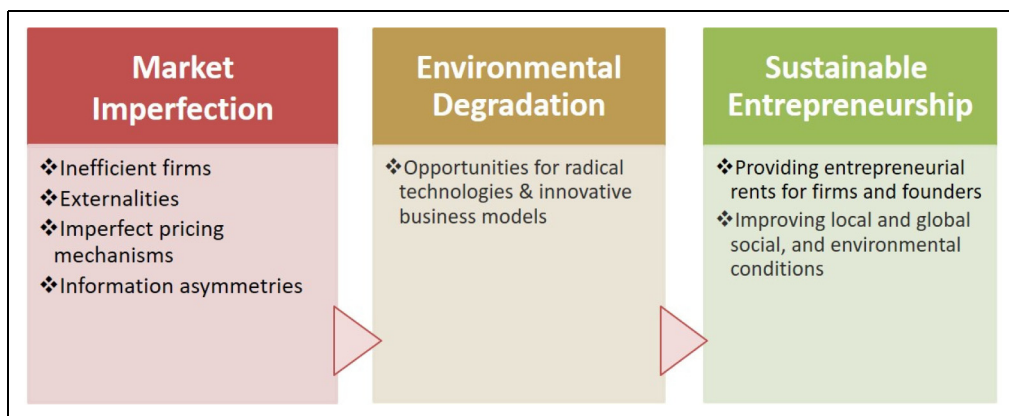 Market
Imperfection
❖Inefficient firms
❖Externalities
❖Imperfect pricing
mechanisms
❖Information asymmetries
Environmental
Degradation
❖Opportunities for radical
technologies & innovative
business models
Sustainable
Entrepreneurship
❖Providing entrepreneurial
rents for firms and founders
❖Improving local and global
social, and environmental
conditions